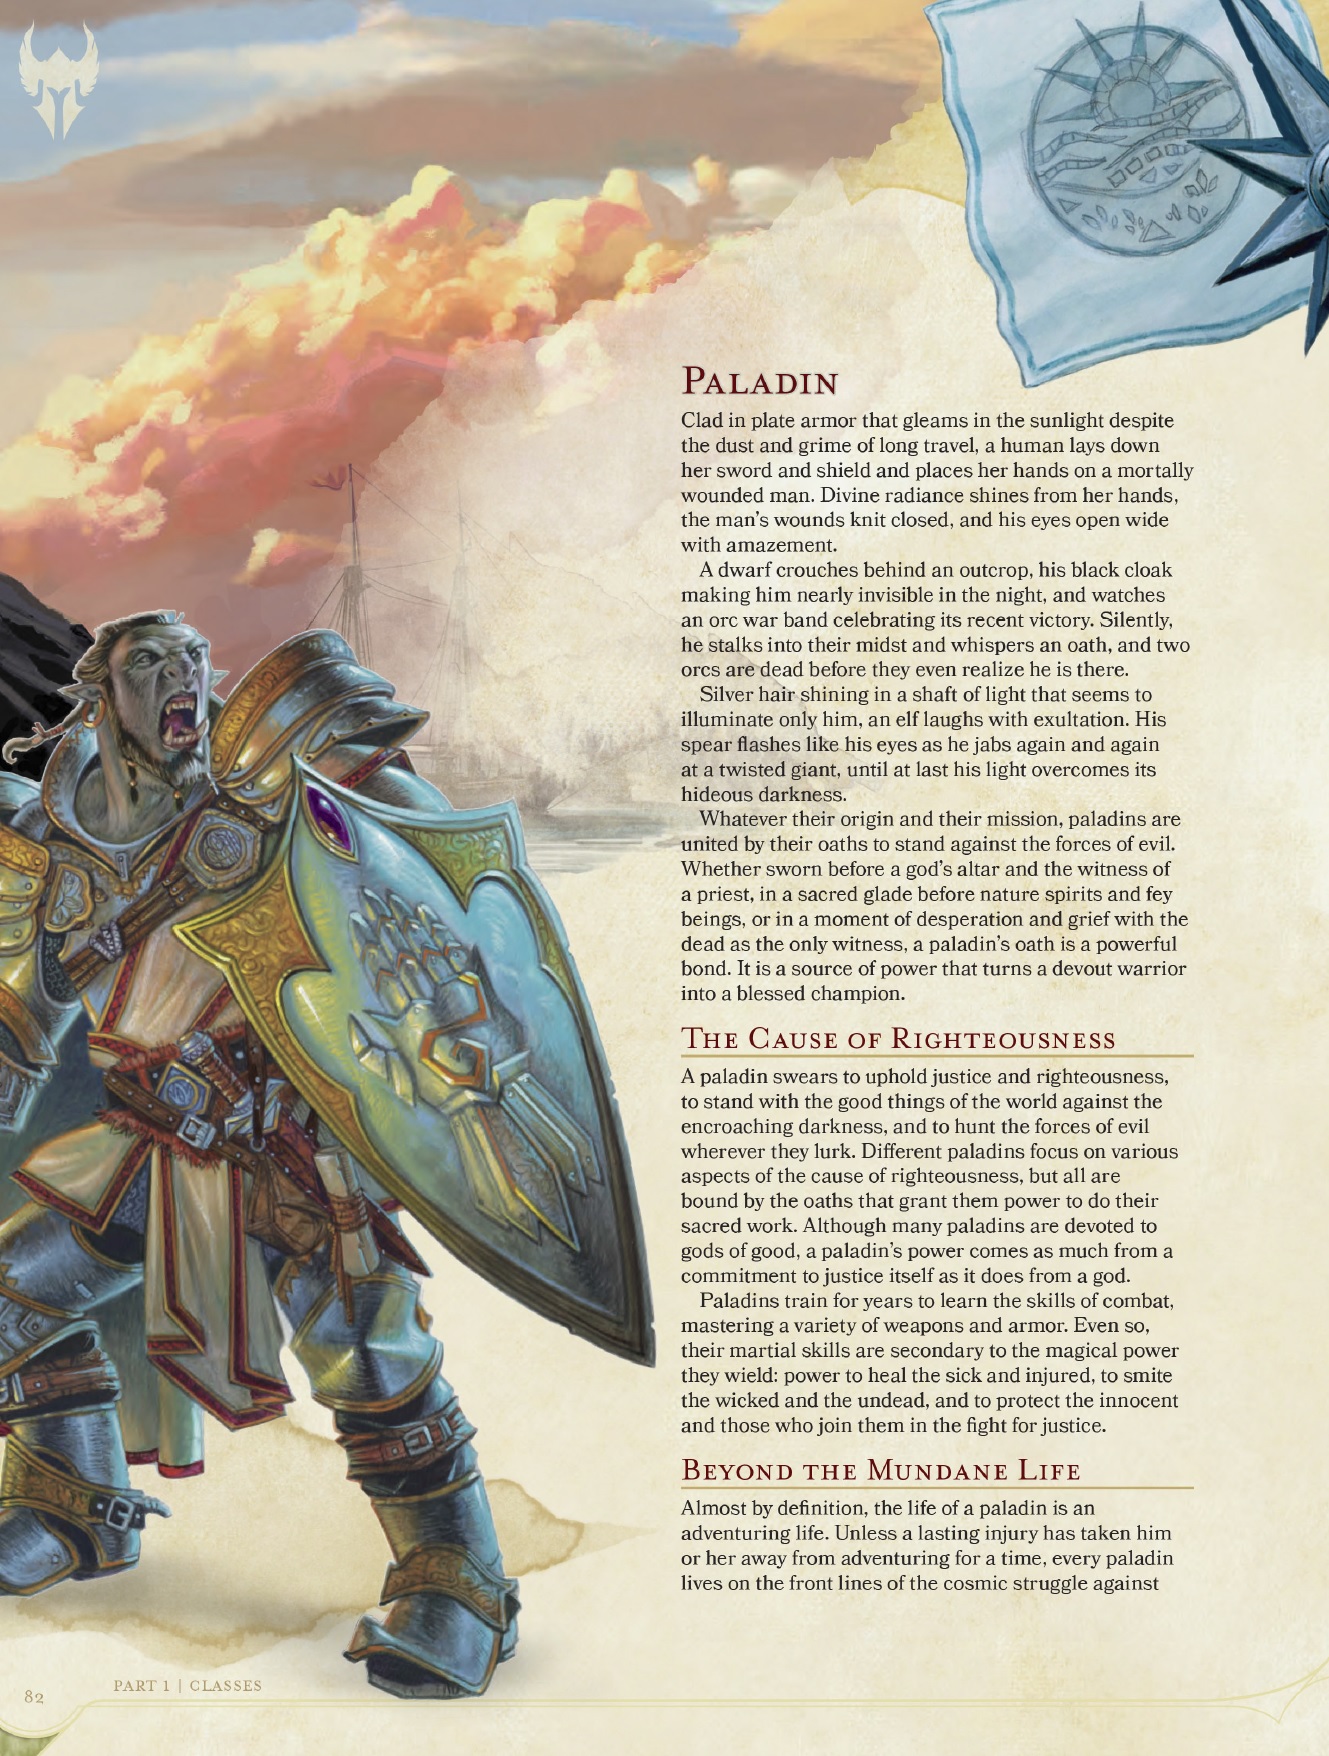 PALADIN
Clad in plate armor that gleams in the sunlight despite
the dust and grime of long travel, a human lays down
her sword and shield and places her hands on a mortally
wounded man. Divine radiance shines from her hands,
the man's wounds knit closed, and his eyes open wide
with amazement.
A dwarf crouches behind an outcrop, his black cloak
making him nearly invisible in the night, and watches
an orc war band celebrating its recent victory. Silently,
he stalks into their midst and whispers an oath, and two
orcs are dead before they even realize he is there.
Silver hair shining in a shaft of light that seems to
illuminate only him, an elf laughs with exultation. His
spear flashes like his eyes as he jabs again and again
at a twisted giant, until at last his light overcomes its
hideous darkness.
Whatever their origin and their mission, paladins are
united by their oaths to stand against the forces of evil.
Whether sworn before a god's altar and the witness of
a priest, in a sacred glade before nature spirits and fey
beings, or in a moment of desperation and grief with the
dead as the only witness, a paladin's oath is a powerful
bond. It is a source of power that turns a devout warrior
into a blessed champion.
THE CAUSE OF RIGHTEOUSNESS
A paladin swears to uphold justice and righteousness,
to stand with the good things of the world against the
encroaching darkness, and to hunt the forces of evil
wherever they lurk. Different paladins focus on various
aspects of the cause of righteousness, but all are
bound by the oaths that grant them power to do their
sacred work. Although many paladins are devoted to
gods of good, a paladin's power comes as much from a
commitment to justice itself as it does from a god.
Paladins train for years to learn the skills of combat,
mastering a variety of weapons and armor. Even so,
their martial skills are secondary to the magical power
they wield: power to heal the sick and injured, to smite
the wicked and the undead, and to protect the innocent
and those who join them in the fight for justice.
BEYOND THE MUNDANE LIFE
Almost by definition, the life of a paladin is an
adventuring life. Unless a lasting injury has taken him
or her away from adventuring for a time, every paladin
lives on the front lines of the cosmic struggle against
PART 1 | CLASSES
82